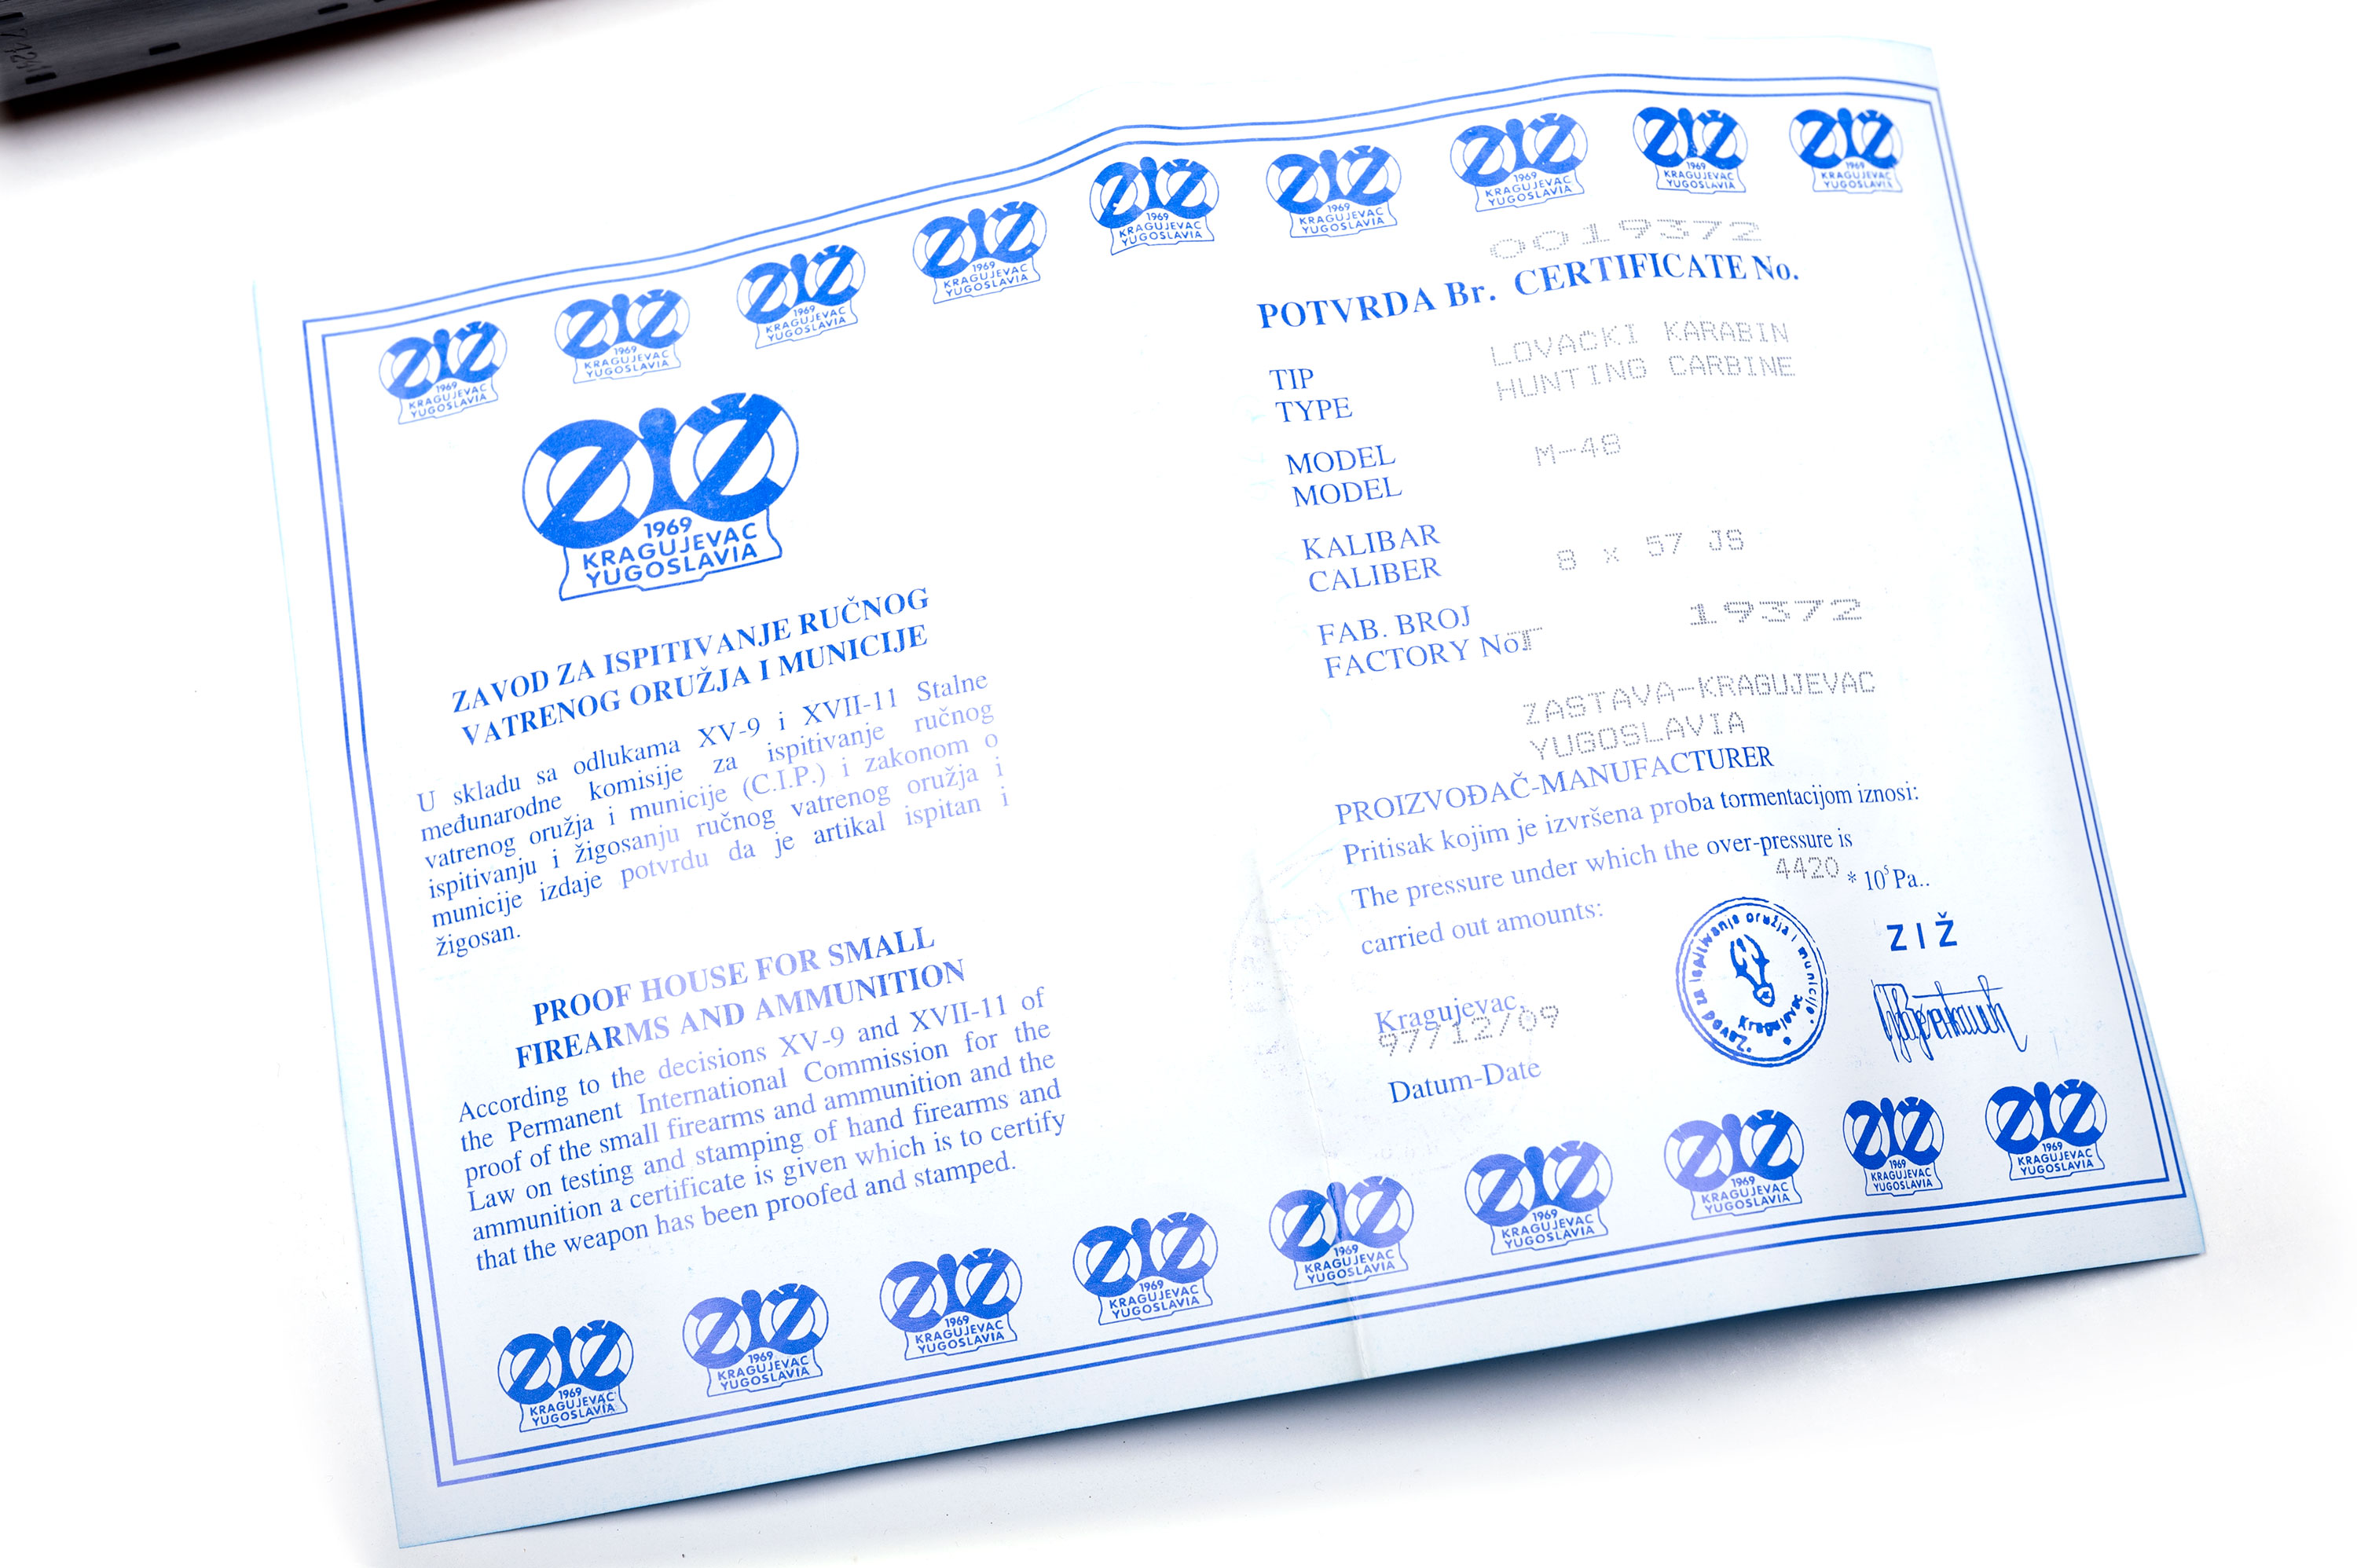 ZIŽ
1969
KRAGUJEVAC
YUGOSLAVIA
ZAVOD ZA ISPITIVANJE RUČNOG
VATRENOG ORUŽJA I MUNICIJE
U skladu sa odlukama XV-9 i XVII-11 Stalne
međunarodne komisije za ispitivanje ručnog
vatrenog oružja i municije (C.I.P.) i zakonom o
ispitivanju i žigosanju ručnog vatrenog oružja i
municije izdaje potvrdu da je artikal ispitan i
žigosan.
PROOF HOUSE FOR SMALL
FIREARMS AND AMMUNITION
According to the decisions XV-9 and XVII-11 of
the Permanent International Commission for the
proof of the small firearms and ammunition and the
Law on testing and stamping of hand firearms and
ammunition a certificate is given which is to certify
that the weapon has been proofed and stamped.
0019372
POTVRDA Br. CERTIFICATE No.
LOVAČKI KARABIN
TIP
HUNTING CARBINE
TYPE
MODEL M-48
MODEL
KALIBAR
8 x 57 JS
CALIBER
FAB. BROJ 19372
FACTORY No T
ZASTAVA-KRAGUJEVAC
YUGOSLAVIA
PROIZVOĐAČ-MANUFACTURER
Pritisak kojim je izvršena proba tormentacijom iznosi:
The pressure under which the over-pressure is
4420 * 10⁵ Pa..
carried out amounts:
ZIŽ
Zavod za ispitivanje oružja i municije
Kragujevac
Kragujevac,
97/12/09
Datum-Date